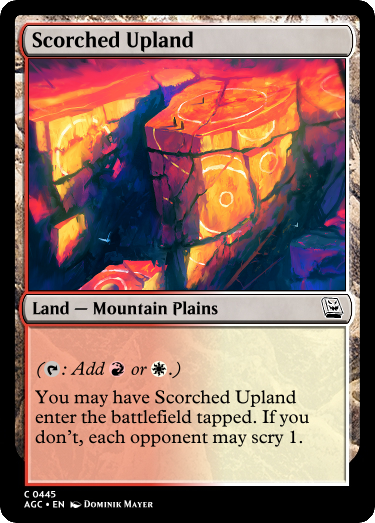 Scorched Upland
Land — Mountain Plains
(T: Add R or W.)
You may have Scorched Upland
enter the battlefield tapped. If you
don't, each opponent may scry 1.
C 0445
AGC • EN Dominik Mayer